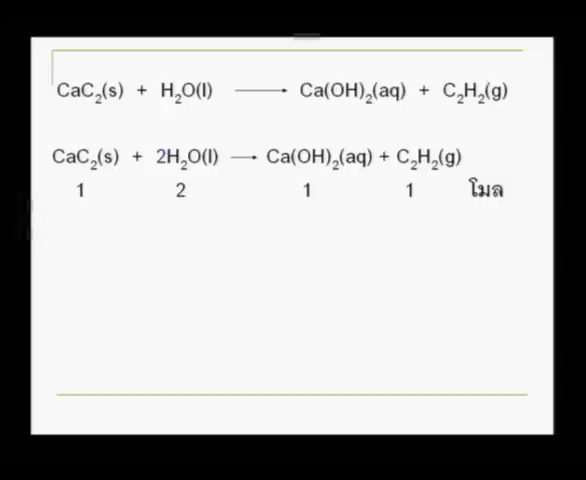 CaC₂(s) + H₂O(l) ⟶ Ca(OH)₂(aq) + C₂H₂(g)
CaC₂(s) + 2H₂O(l) → Ca(OH)₂(aq) + C₂H₂(g)
1 2 1 1 โมล